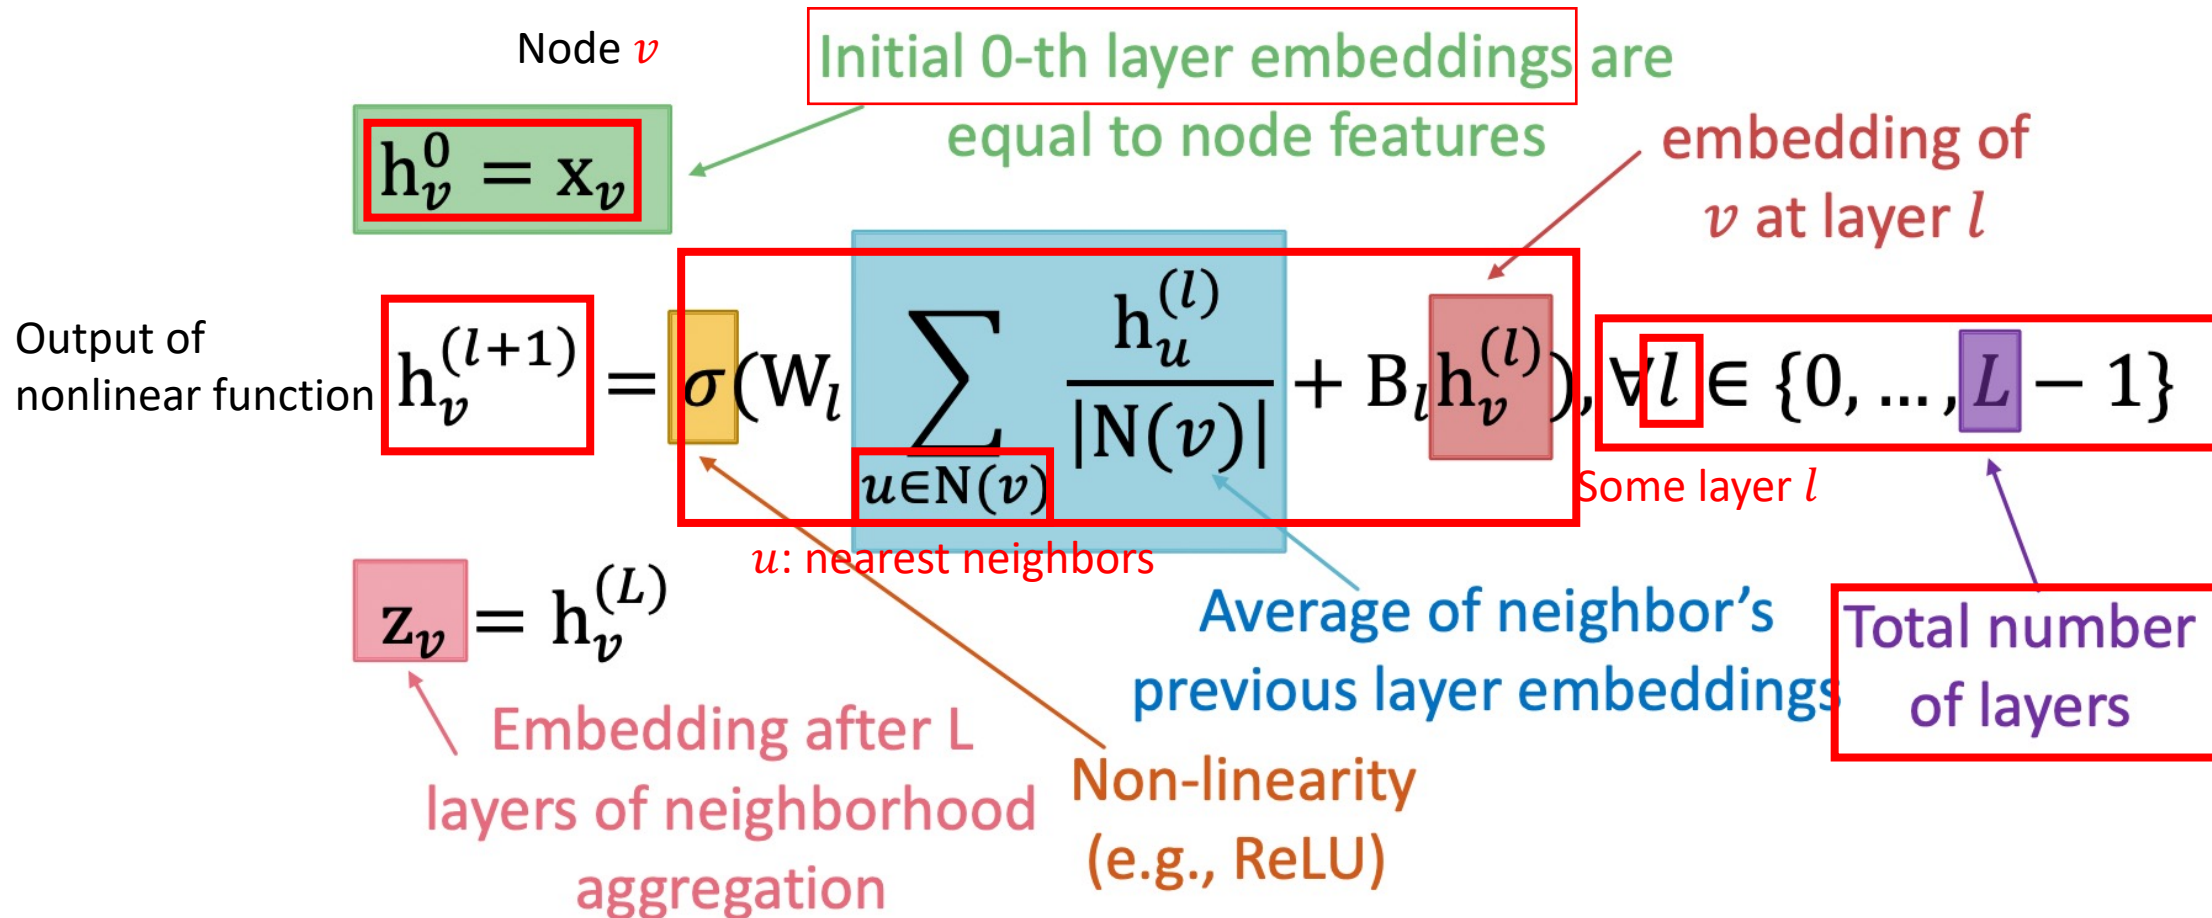 Node 𝑣
Initial 0-th layer embeddings are
equal to node features
h_𝑣^0 = x_𝑣
embedding of
𝑣 at layer 𝑙
Output of
nonlinear function
h_𝑣^(𝑙+1) = 𝜎(W_𝑙 ∑_{𝑢∈N(𝑣)} h_𝑢^(𝑙) / |N(𝑣)| + B_𝑙 h_𝑣^(𝑙)), ∀𝑙 ∈ {0, …, 𝐿 − 1}
Some layer 𝑙
𝑢: nearest neighbors
z_𝑣 = h_𝑣^(𝐿)
Average of neighbor's
previous layer embeddings
Total number
of layers
Embedding after L
layers of neighborhood
aggregation
Non-linearity
(e.g., ReLU)